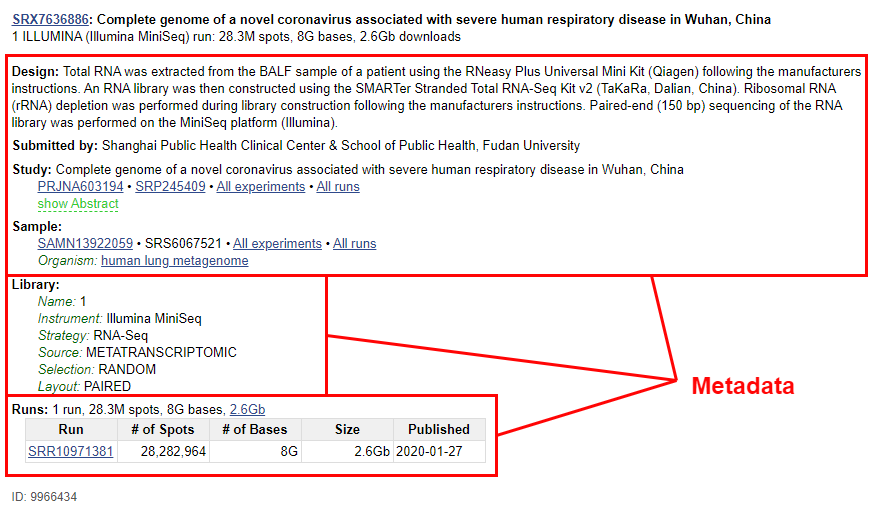 SRX7636886: Complete genome of a novel coronavirus associated with severe human respiratory disease in Wuhan, China
1 ILLUMINA (Illumina MiniSeq) run: 28.3M spots, 8G bases, 2.6Gb downloads
Design: Total RNA was extracted from the BALF sample of a patient using the RNeasy Plus Universal Mini Kit (Qiagen) following the manufacturers
instructions. An RNA library was then constructed using the SMARTer Stranded Total RNA-Seq Kit v2 (TaKaRa, Dalian, China). Ribosomal RNA
(rRNA) depletion was performed during library construction following the manufacturers instructions. Paired-end (150 bp) sequencing of the RNA
library was performed on the MiniSeq platform (Illumina).
Submitted by: Shanghai Public Health Clinical Center & School of Public Health, Fudan University
Study: Complete genome of a novel coronavirus associated with severe human respiratory disease in Wuhan, China
PRJNA603194 • SRP245409 • All experiments • All runs
show Abstract
Sample:
SAMN13922059 • SRS6067521 • All experiments • All runs
Organism: human lung metagenome
Library:
Name: 1
Instrument: Illumina MiniSeq
Strategy: RNA-Seq
Source: METATRANSCRIPTOMIC
Selection: RANDOM
Layout: PAIRED
Metadata
Runs: 1 run, 28.3M spots, 8G bases, 2.6Gb
Run # of Spots # of Bases Size Published
SRR10971381 28,282,964 8G 2.6Gb 2020-01-27
ID: 9966434